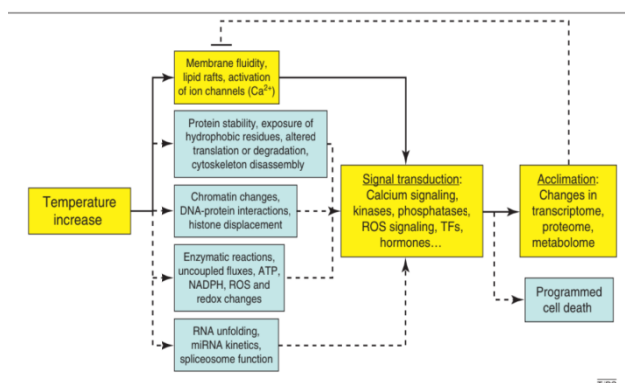 Membrane fluidity,
lipid rafts, activation
of ion channels (Ca²⁺)
Protein stability, exposure of
hydrophobic residues, altered
translation or degradation,
cytoskeleton disassembly
Temperature
increase
Chromatin changes,
DNA-protein interactions,
histone displacement
Enzymatic reactions,
uncoupled fluxes, ATP,
NADPH, ROS and
redox changes
RNA unfolding,
miRNA kinetics,
spliceosome function
Signal transduction:
Calcium signaling,
kinases, phosphatases,
ROS signaling, TFs,
hormones...
Acclimation:
Changes in
transcriptome,
proteome,
metabolome
Programmed
cell death